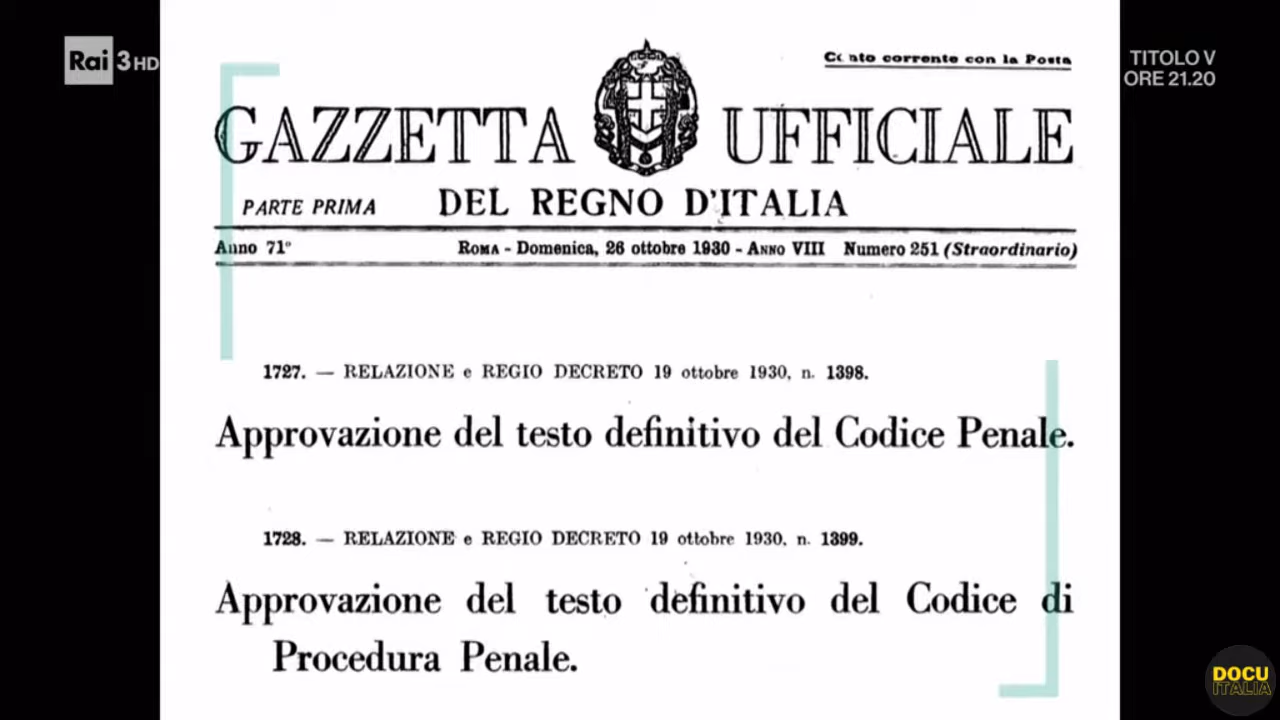 Rai 3 HD
TITOLO V
ORE 21.20
Conto corrente con la Posta
GAZZETTA UFFICIALE
PARTE PRIMA DEL REGNO D'ITALIA
Anno 71° ROMA - Domenica, 26 ottobre 1930 - ANNO VIII Numero 251 (Straordinario)
1727. — RELAZIONE e REGIO DECRETO 19 ottobre 1930, n. 1398.
Approvazione del testo definitivo del Codice Penale.
1728. — RELAZIONE e REGIO DECRETO 19 ottobre 1930, n. 1399.
Approvazione del testo definitivo del Codice di
Procedura Penale.
DOCU
ITALIA